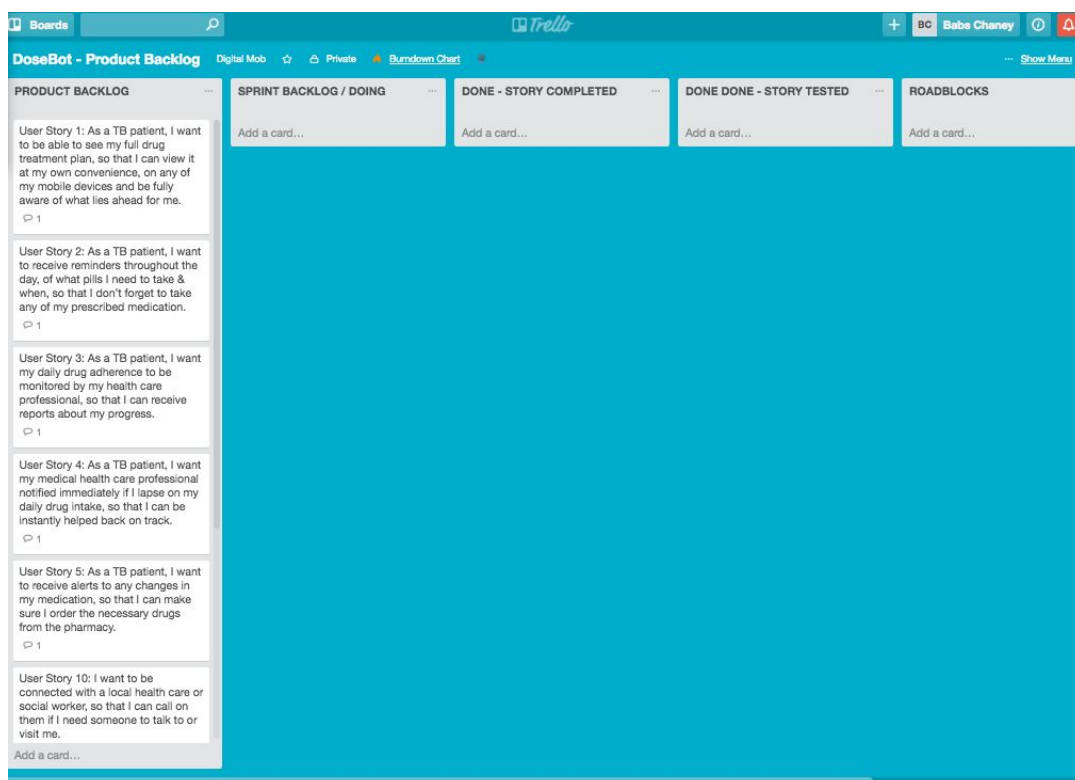 Boards
Trello
+
BC Babs Chaney
DoseBot - Product Backlog Digital Mob Private Burndown Chart ... Show Menu
PRODUCT BACKLOG ...
User Story 1: As a TB patient, I want
to be able to see my full drug
treatment plan, so that I can view it
at my own convenience, on any of
my mobile devices and be fully
aware of what lies ahead for me.
1
User Story 2: As a TB patient, I want
to receive reminders throughout the
day, of what pills I need to take &
when, so that I don't forget to take
any of my prescribed medication.
1
User Story 3: As a TB patient, I want
my daily drug adherence to be
monitored by my health care
professional, so that I can receive
reports about my progress.
1
User Story 4: As a TB patient, I want
my medical health care professional
notified immediately if I lapse on my
daily drug intake, so that I can be
instantly helped back on track.
1
User Story 5: As a TB patient, I want
to receive alerts to any changes in
my medication, so that I can make
sure I order the necessary drugs
from the pharmacy.
1
User Story 10: I want to be
connected with a local health care or
social worker, so that I can call on
them if I need someone to talk to or
visit me.
Add a card...
SPRINT BACKLOG / DOING ...
Add a card...
DONE - STORY COMPLETED ...
Add a card...
DONE DONE - STORY TESTED ...
Add a card...
ROADBLOCKS
Add a card...